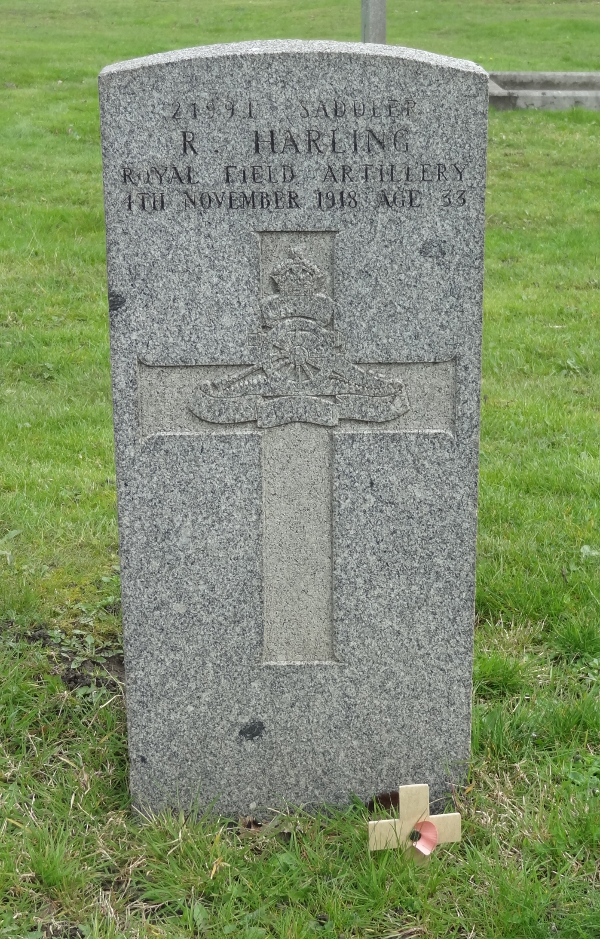 21991 SADDLER
R. HARLING
ROYAL FIELD ARTILLERY
4TH NOVEMBER 1918 AGE 33